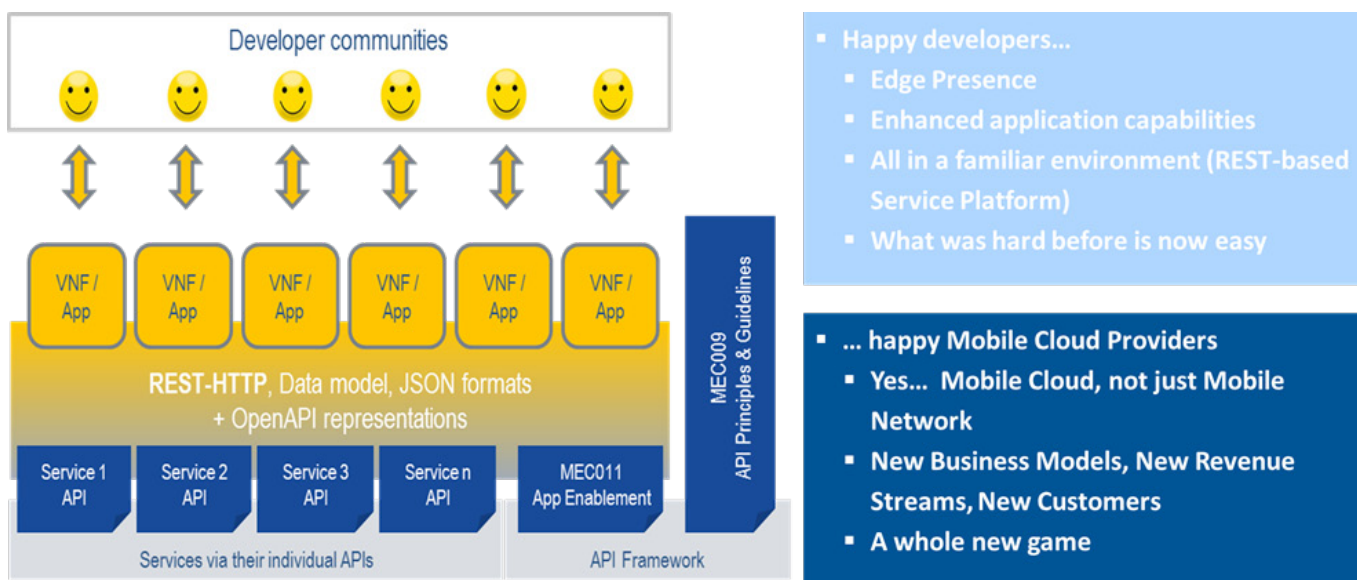 Developer communities
VNF /
App
VNF /
App
VNF /
App
VNF /
App
VNF /
App
VNF /
App
REST-HTTP, Data model, JSON formats
+ OpenAPI representations
Service 1
API
Service 2
API
Service 3
API
Service n
API
MEC011
App Enablement
Services via their individual APIs
API Framework
MEC009
API Principles & Guidelines
▪ Happy developers…
▪ Edge Presence
▪ Enhanced application capabilities
▪ All in a familiar environment (REST-based
Service Platform)
▪ What was hard before is now easy
▪ … happy Mobile Cloud Providers
▪ Yes… Mobile Cloud, not just Mobile
Network
▪ New Business Models, New Revenue
Streams, New Customers
▪ A whole new game